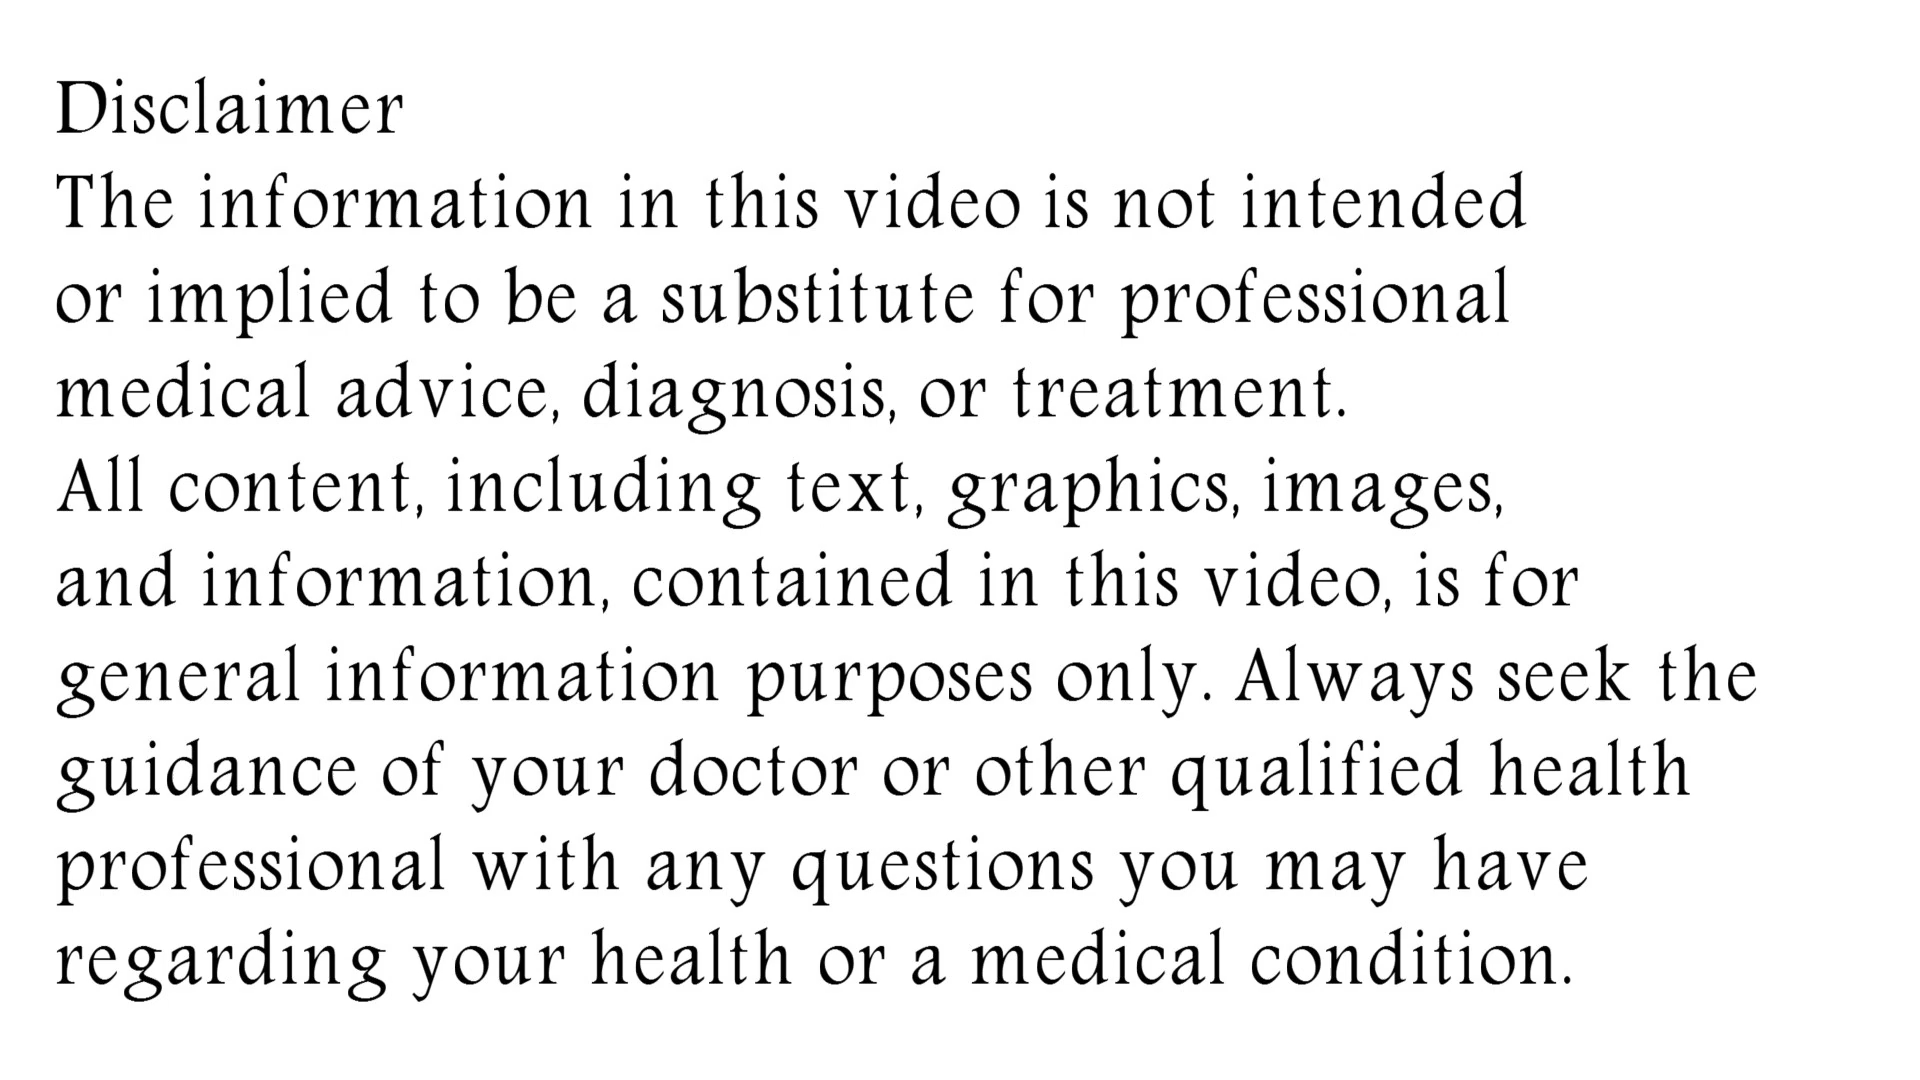 Disclaimer
The information in this video is not intended
or implied to be a substitute for professional
medical advice, diagnosis, or treatment.
All content, including text, graphics, images,
and information, contained in this video, is for
general information purposes only. Always seek the
guidance of your doctor or other qualified health
professional with any questions you may have
regarding your health or a medical condition.